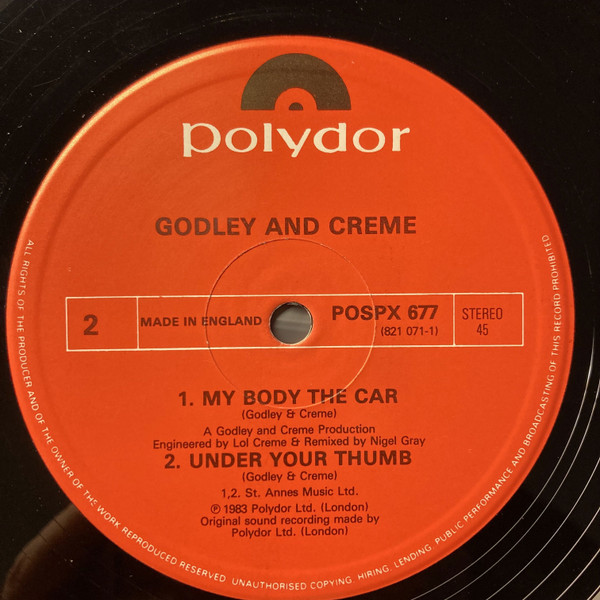 polydor
GODLEY AND CREME
2
MADE IN ENGLAND
POSPX 677
(821 071-1)
STEREO
45
1. MY BODY THE CAR
(Godley & Creme)
A Godley and Creme Production
Engineered by Lol Creme & Remixed by Nigel Gray
2. UNDER YOUR THUMB
(Godley & Creme)
1,2. St. Annes Music Ltd.
℗ 1983 Polydor Ltd. (London)
Original sound recording made by
Polydor Ltd. (London)
ALL RIGHTS OF THE PRODUCER AND OF THE OWNER OF THE WORK REPRODUCED RESERVED UNAUTHORISED COPYING. HIRING. LENDING. PUBLIC PERFORMANCE AND BROADCASTING OF THIS RECORD PROHIBITED